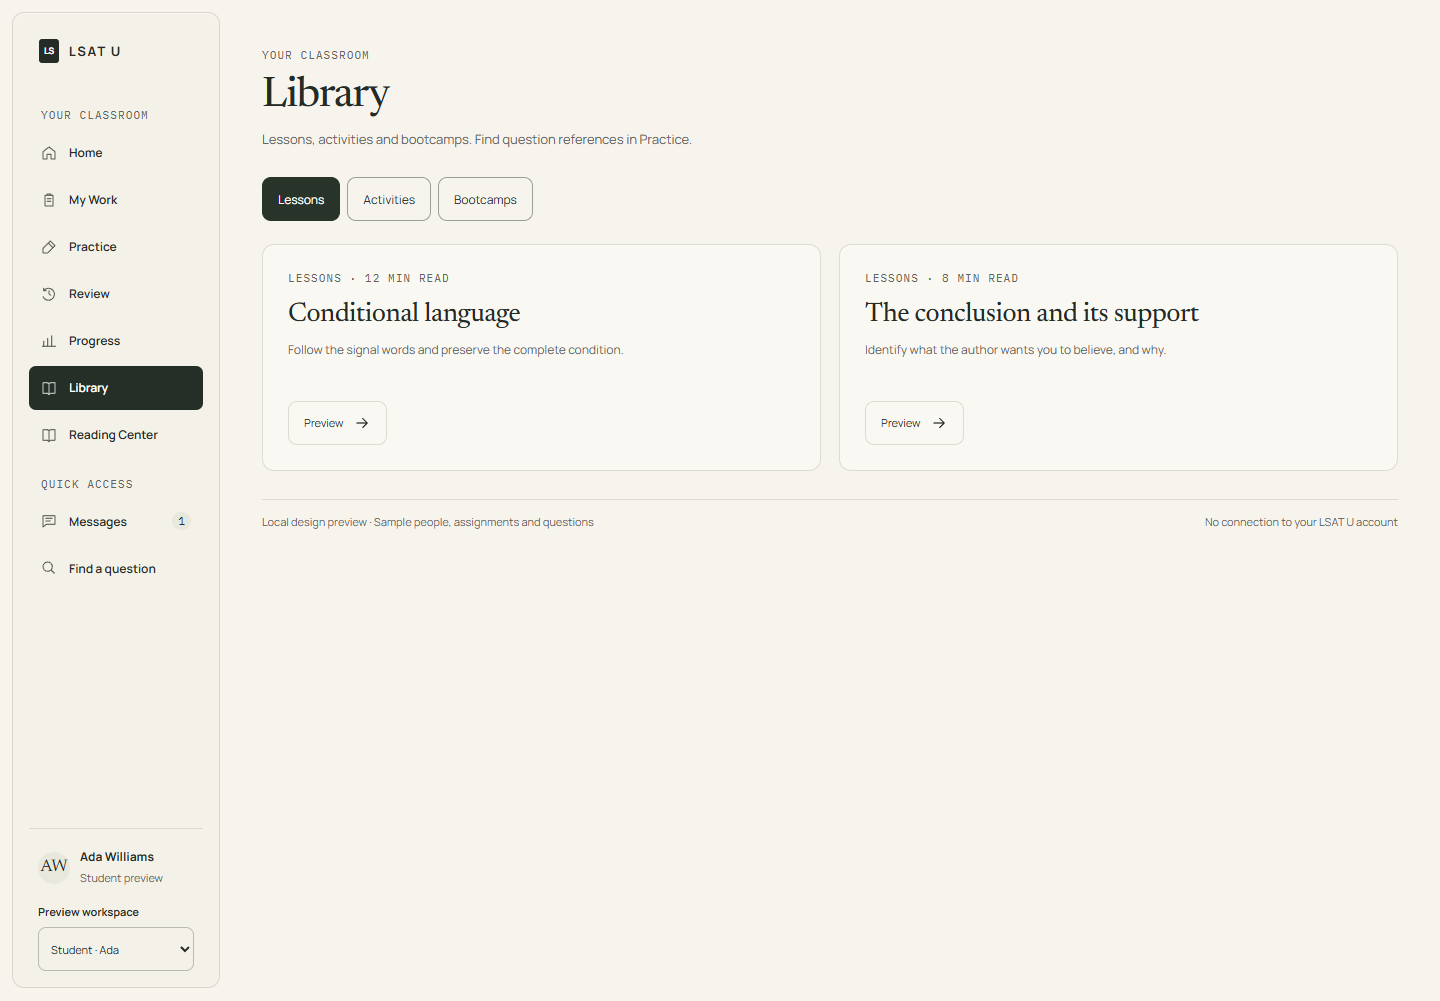 LS LSAT U
YOUR CLASSROOM
Home
My Work
Practice
Review
Progress
Library
Reading Center
QUICK ACCESS
Messages 1
Find a question
AW
Ada Williams
Student preview
Preview workspace
Student · Ada
YOUR CLASSROOM
Library
Lessons, activities and bootcamps. Find question references in Practice.
Lessons Activities Bootcamps
LESSONS · 12 MIN READ
Conditional language
Follow the signal words and preserve the complete condition.
Preview
LESSONS · 8 MIN READ
The conclusion and its support
Identify what the author wants you to believe, and why.
Preview
Local design preview · Sample people, assignments and questions
No connection to your LSAT U account